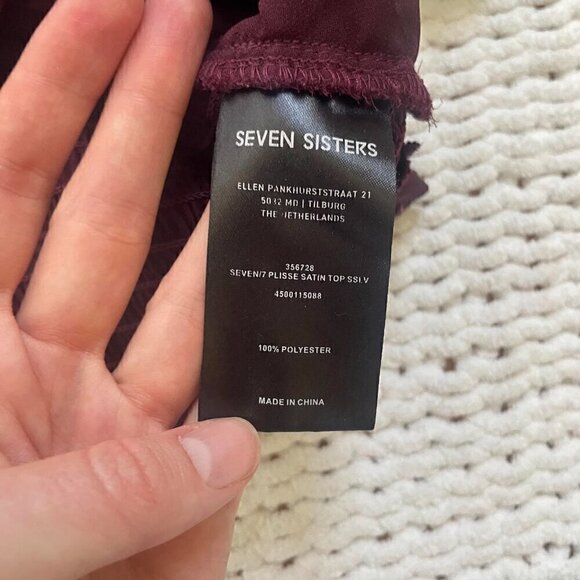 SEVEN SISTERS
ELLEN PANKHURSTSTRAAT 21
5032 MD | TILBURG
THE NETHERLANDS
356728
SEVEN/7 PLISSE SATIN TOP SSLV
4500115088
100% POLYESTER
MADE IN CHINA